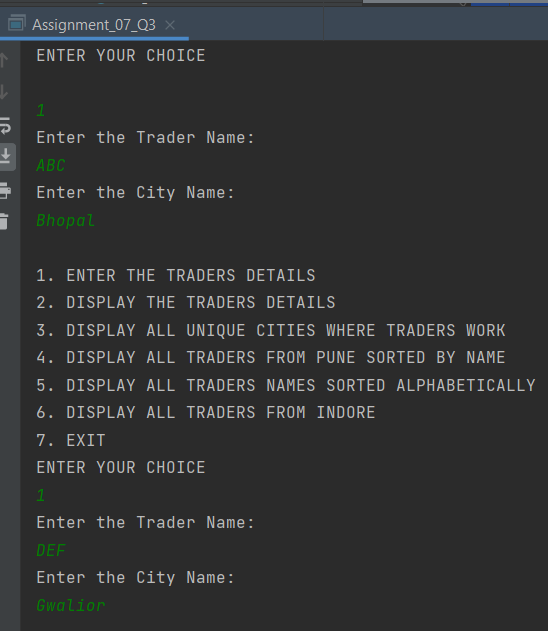 Assignment_07_Q3
ENTER YOUR CHOICE
1
Enter the Trader Name:
ABC
Enter the City Name:
Bhopal
1. ENTER THE TRADERS DETAILS
2. DISPLAY THE TRADERS DETAILS
3. DISPLAY ALL UNIQUE CITIES WHERE TRADERS WORK
4. DISPLAY ALL TRADERS FROM PUNE SORTED BY NAME
5. DISPLAY ALL TRADERS NAMES SORTED ALPHABETICALLY
6. DISPLAY ALL TRADERS FROM INDORE
7. EXIT
ENTER YOUR CHOICE
1
Enter the Trader Name:
DEF
Enter the City Name:
Gwalior